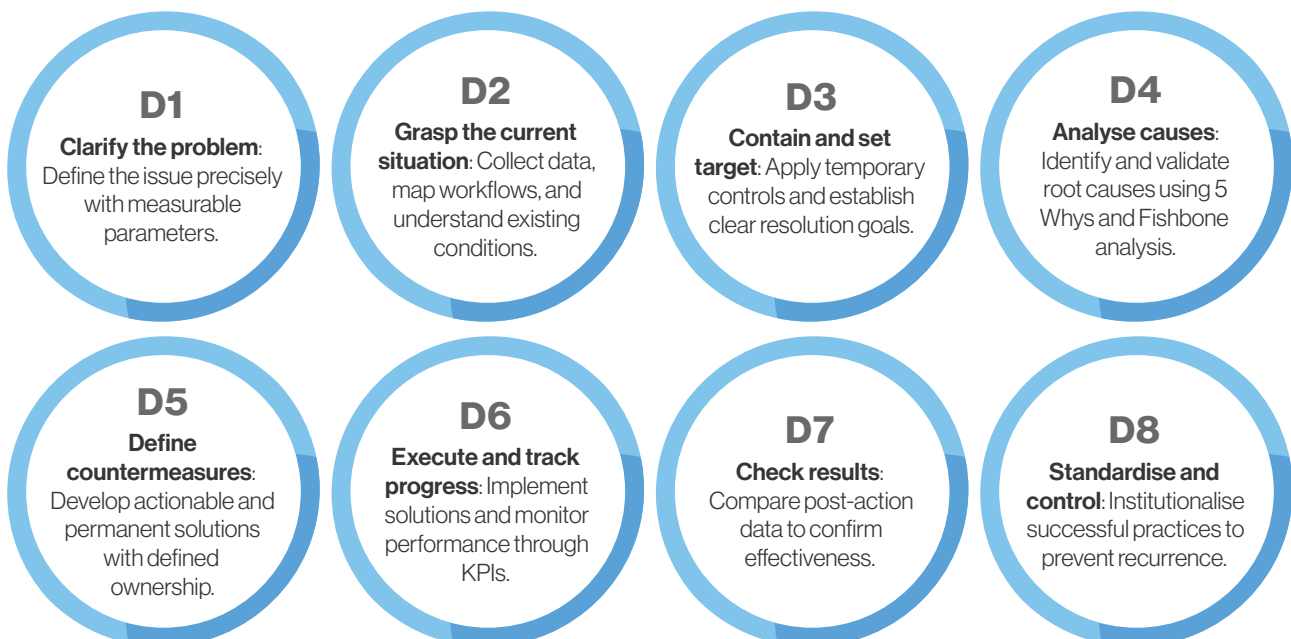 D1
Clarify the problem:
Define the issue precisely
with measurable
parameters.
D2
Grasp the current
situation: Collect data,
map workflows, and
understand existing
conditions.
D3
Contain and set
target: Apply temporary
controls and establish
clear resolution goals.
D4
Analyse causes:
Identify and validate
root causes using 5
Whys and Fishbone
analysis.
D5
Define
countermeasures:
Develop actionable and
permanent solutions
with defined
ownership.
D6
Execute and track
progress: Implement
solutions and monitor
performance through
KPIs.
D7
Check results:
Compare post-action
data to confirm
effectiveness.
D8
Standardise and
control: Institutionalise
successful practices to
prevent recurrence.